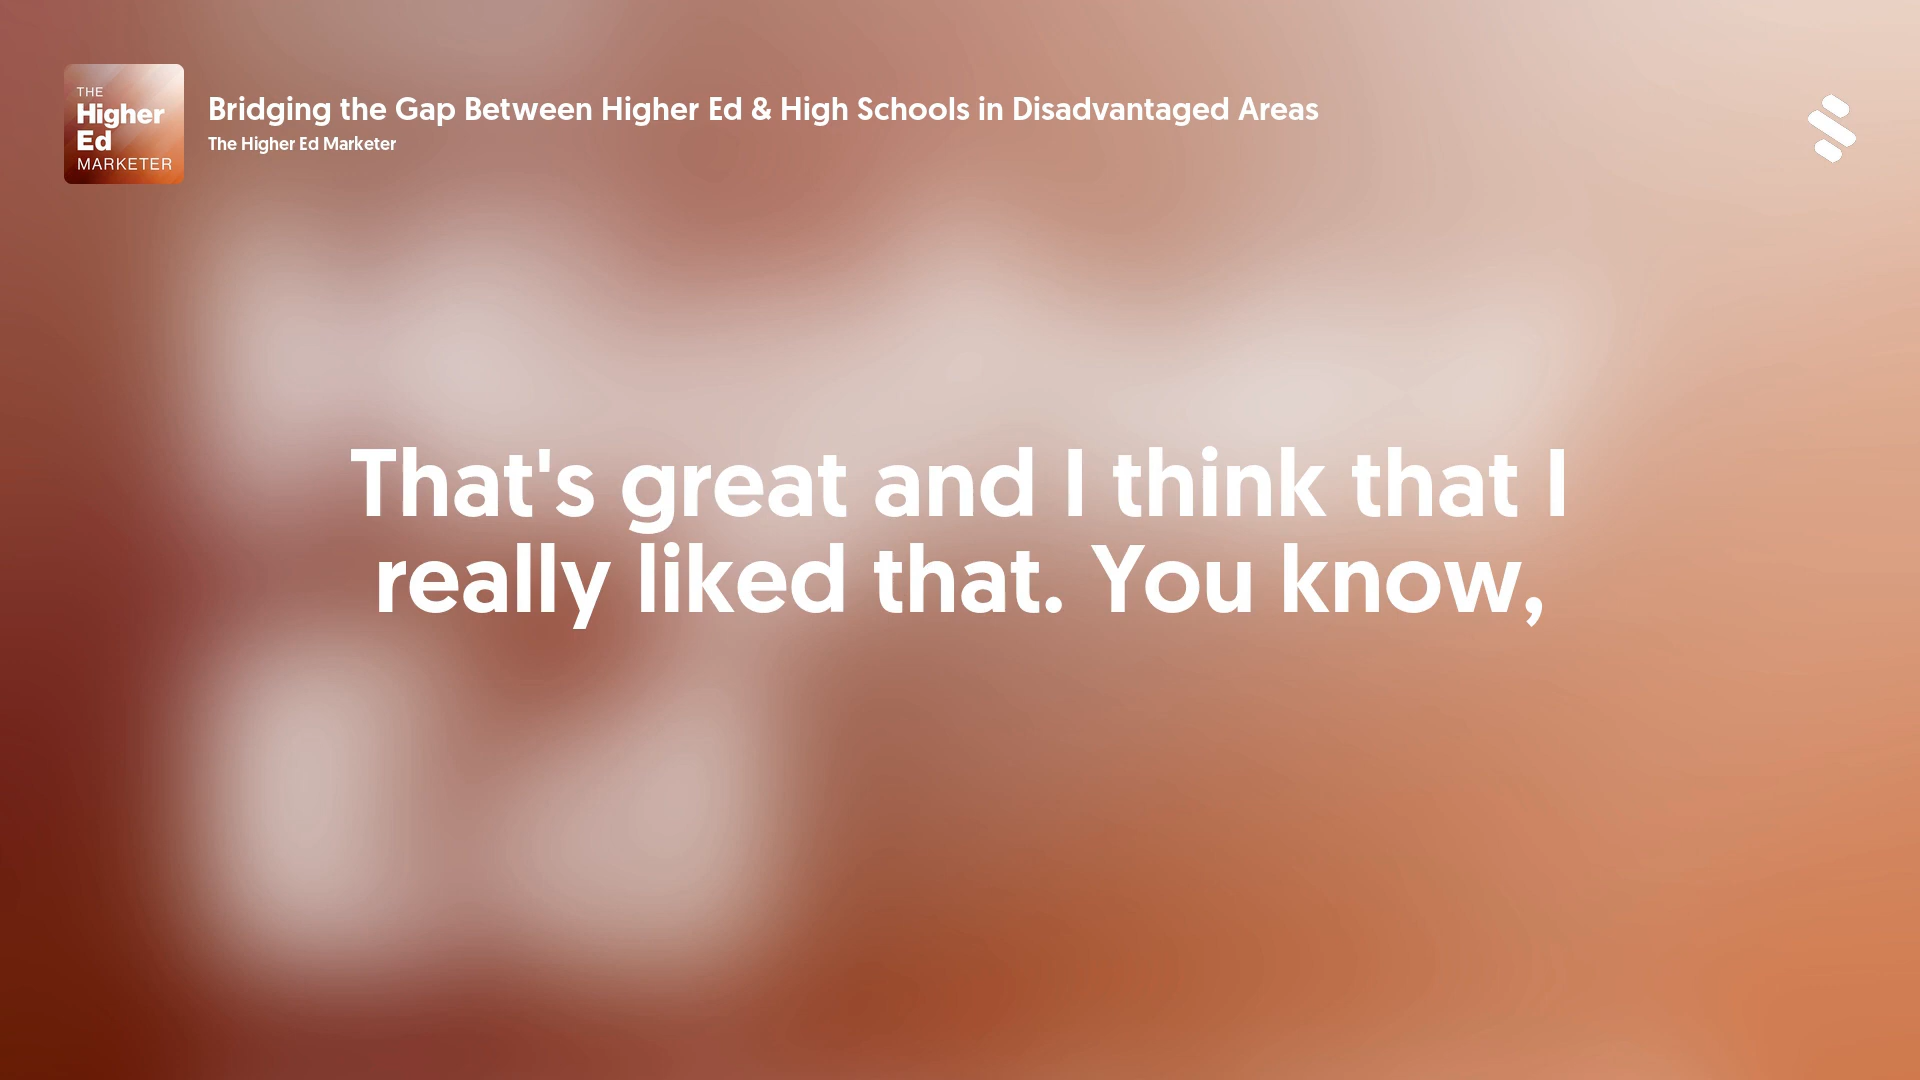 THE
Higher
Ed
MARKETER
Bridging the Gap Between Higher Ed & High Schools in Disadvantaged Areas
The Higher Ed Marketer
That's great and I think that I
really liked that. You know,